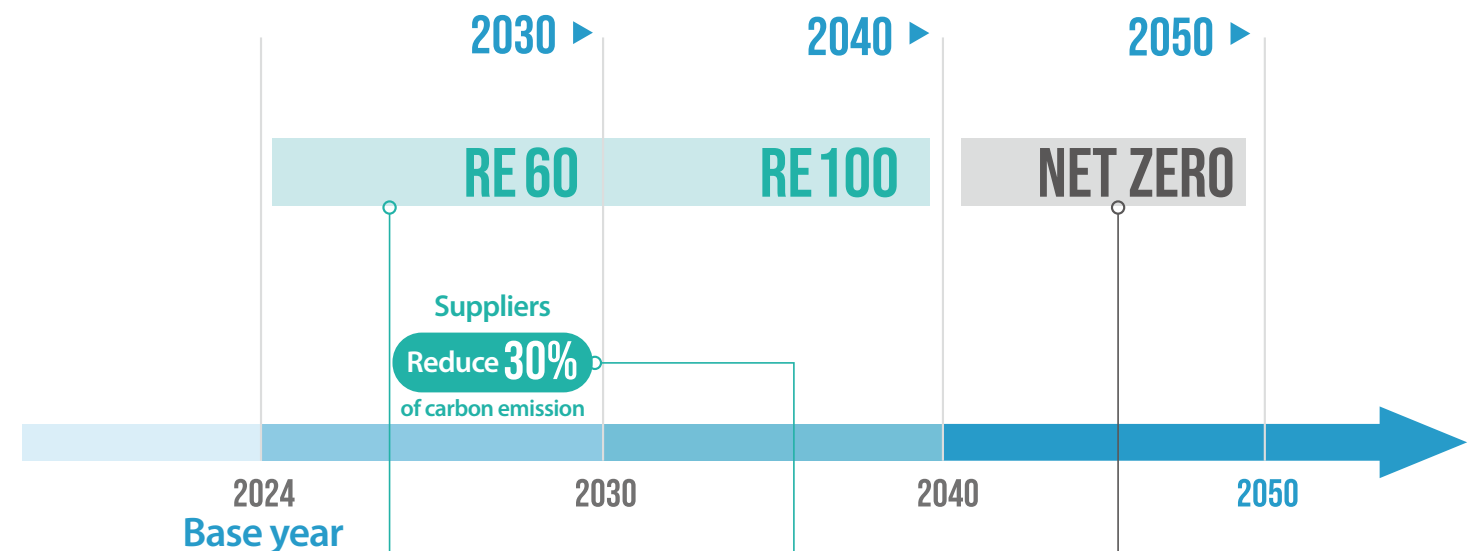 2030
2040
2050
RE 60
RE 100
NET ZERO
Suppliers
Reduce 30%
of carbon emission
2024
2030
2040
2050
Base year